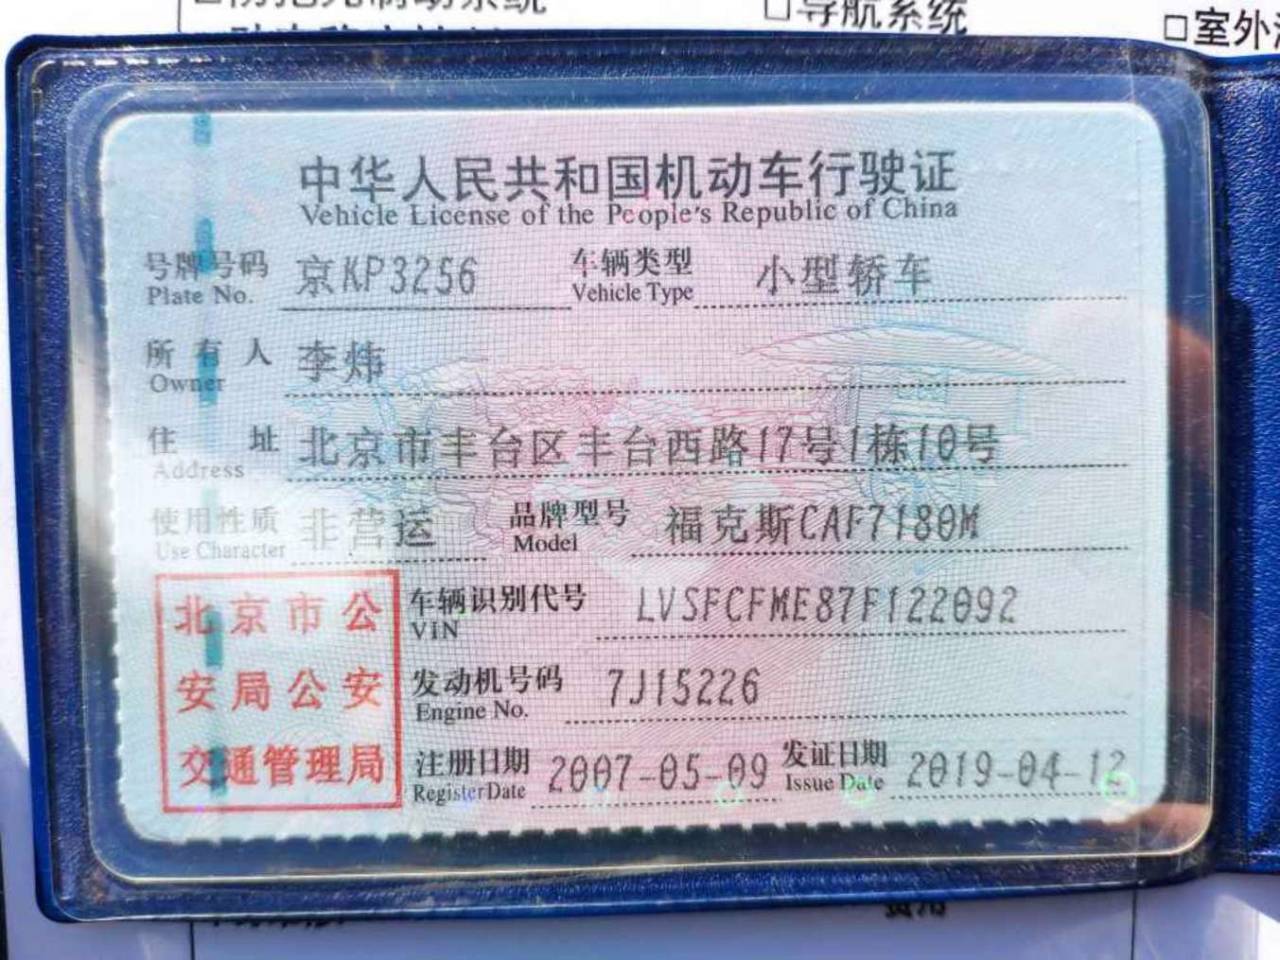 □导航系统
□室外
中华人民共和国机动车行驶证
Vehicle License of the People's Republic of China
号牌号码 京KP3256 车辆类型 小型轿车
Plate No. Vehicle Type
所有人 李炜
Owner
住址 北京市丰台区丰台西路17号1栋10号
Address
使用性质 非营运 品牌型号 福克斯CAF7180M
Use Character Model
北京市公
安局公安
交通管理局
车辆识别代号 LVSFCFME87F122092
VIN
发动机号码 7J15226
Engine No.
注册日期 2007-05-09 发证日期 2019-04-12
Register Date Issue Date